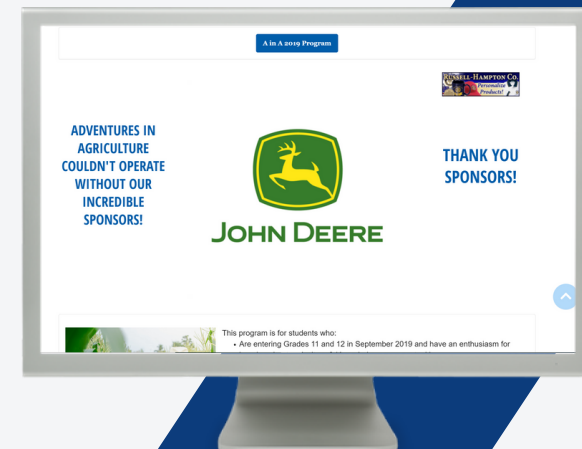 A in A 2019 Program
RUSSELL-HAMPTON CO.
Personalize
Products!
ADVENTURES IN
AGRICULTURE
COULDN'T OPERATE
WITHOUT OUR
INCREDIBLE
SPONSORS!
JOHN DEERE
THANK YOU
SPONSORS!
This program is for students who:
• Are entering Grades 11 and 12 in September 2019 and have an enthusiasm for